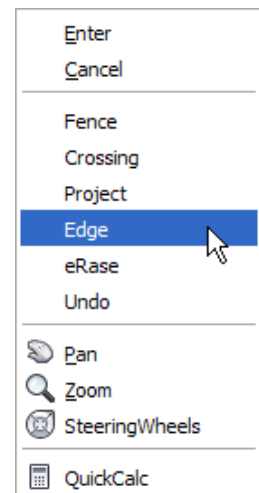 Enter
Cancel
Fence
Crossing
Project
Edge
eRase
Undo
Pan
Zoom
SteeringWheels
QuickCalc